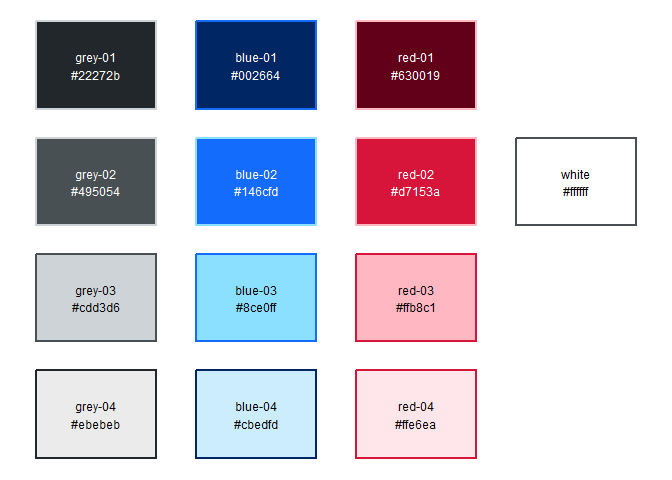 grey-01
#22272b
blue-01
#002664
red-01
#630019
grey-02
#495054
blue-02
#146cfd
red-02
#d7153a
white
#ffffff
grey-03
#cdd3d6
blue-03
#8ce0ff
red-03
#ffb8c1
grey-04
#ebebeb
blue-04
#cbedfd
red-04
#ffe6ea